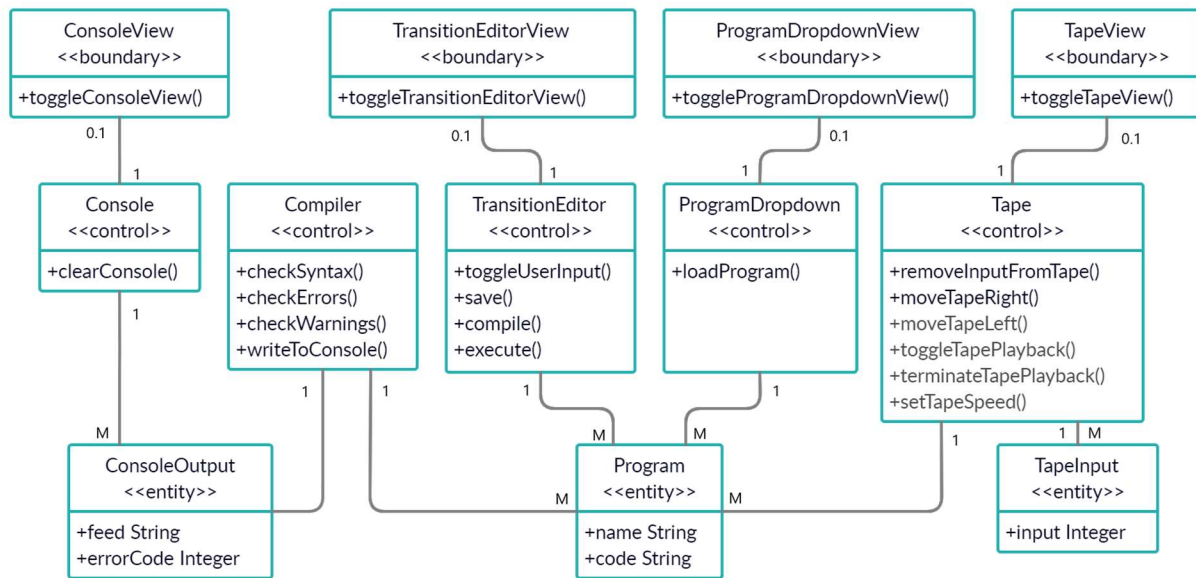 ConsoleView
<<boundary>>
+toggleConsoleView()
TransitionEditorView
<<boundary>>
+toggleTransitionEditorView()
ProgramDropdownView
<<boundary>>
+toggleProgramDropdownView()
TapeView
<<boundary>>
+toggleTapeView()
0.1
1
0.1
1
0.1
1
0.1
1
Console
<<control>>
+clearConsole()
Compiler
<<control>>
+checkSyntax()
+checkErrors()
+checkWarnings()
+writeToConsole()
TransitionEditor
<<control>>
+toggleUserInput()
+save()
+compile()
+execute()
ProgramDropdown
<<control>>
+loadProgram()
Tape
<<control>>
+removeInputFromTape()
+moveTapeRight()
+moveTapeLeft()
+toggleTapePlayback()
+terminateTapePlayback()
+setTapeSpeed()
1
M
1
1
M
1
M
1
M
1
M
1
M
ConsoleOutput
<<entity>>
+feed String
+errorCode Integer
Program
<<entity>>
+name String
+code String
TapeInput
<<entity>>
+input Integer